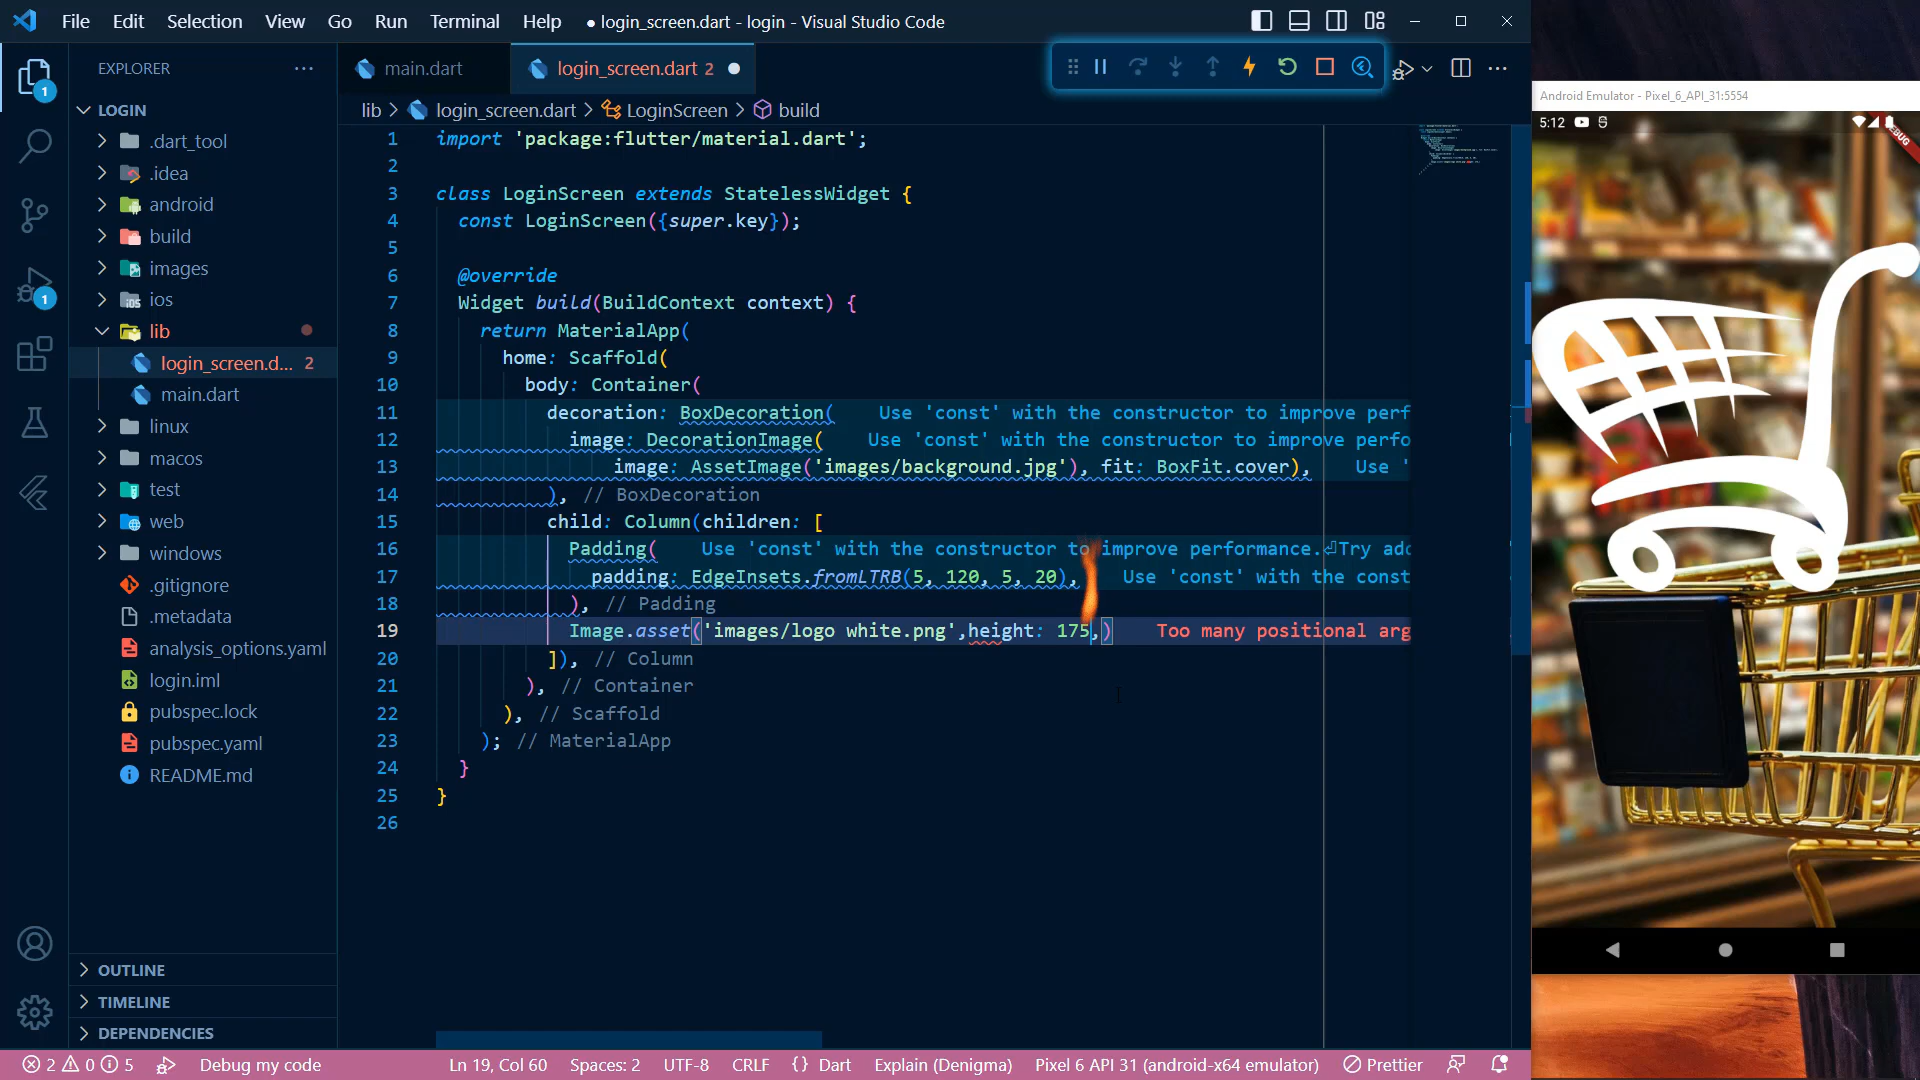 File Edit Selection View Go Run Terminal Help
● login_screen.dart - login - Visual Studio Code
EXPLORER
LOGIN
.dart_tool
.idea
android
build
images
ios
lib
login_screen.d... 2
main.dart
linux
macos
test
web
windows
.gitignore
.metadata
analysis_options.yaml
login.iml
pubspec.lock
pubspec.yaml
README.md
OUTLINE
TIMELINE
DEPENDENCIES
1
1
main.dart
login_screen.dart 2
lib > login_screen.dart > LoginScreen > build
1 import 'package:flutter/material.dart';
2
3 class LoginScreen extends StatelessWidget {
4 const LoginScreen({super.key});
5
6 @override
7 Widget build(BuildContext context) {
8 return MaterialApp(
9 home: Scaffold(
10 body: Container(
11 decoration: BoxDecoration( Use 'const' with the constructor to improve perf
12 image: DecorationImage( Use 'const' with the constructor to improve perfo
13 image: AssetImage('images/background.jpg'), fit: BoxFit.cover), Use '
14 ), // BoxDecoration
15 child: Column(children: [
16 Padding( Use 'const' with the constructor to improve performance.⏎Try adc
17 padding: EdgeInsets.fromLTRB(5, 120, 5, 20), Use 'const' with the const
18 ), // Padding
19 Image.asset('images/logo white.png',height: 175,) Too many positional arg
20 ]), // Column
21 ), // Container
22 ), // Scaffold
23 ); // MaterialApp
24 }
25 }
26
2 0 5 Debug my code
Ln 19, Col 60 Spaces: 2 UTF-8 CRLF {} Dart Explain (Denigma) Pixel 6 API 31 (android-x64 emulator) Prettier
Android Emulator - Pixel_6_API_31:5554
5:12
DEBUG